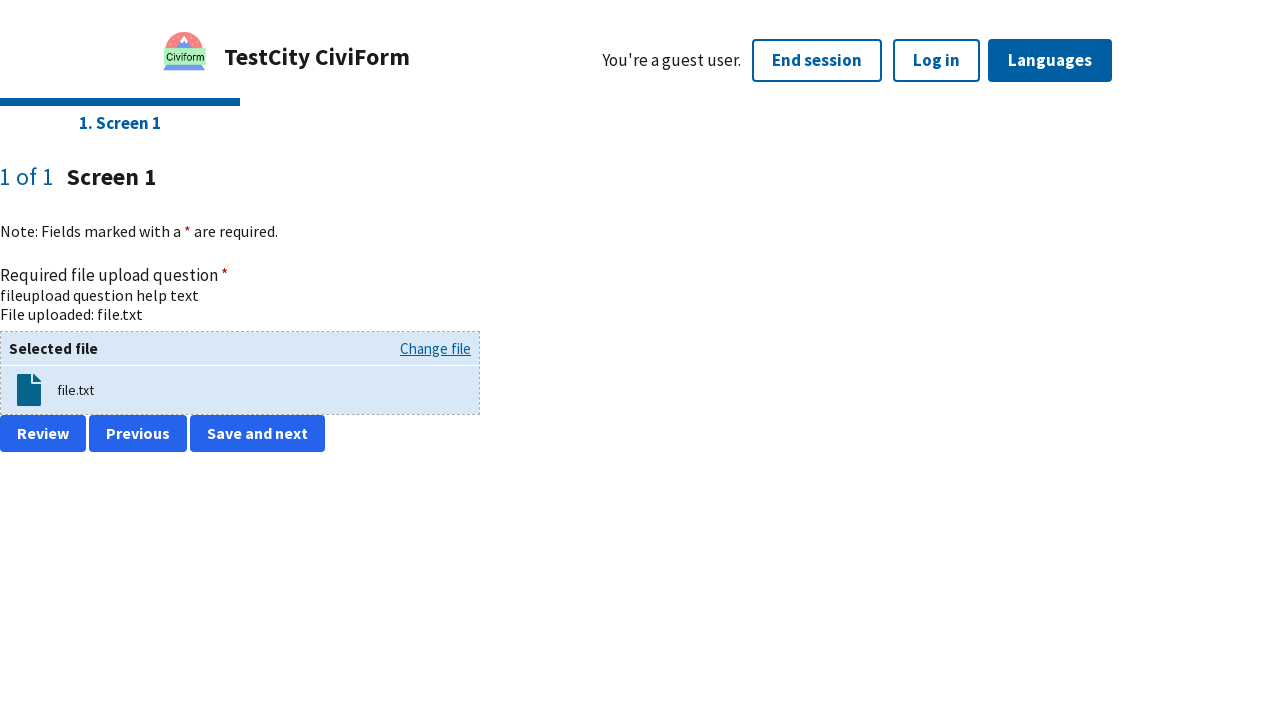 Civiform
TestCity CiviForm
You're a guest user.
End session
Log in
Languages
1. Screen 1
1 of 1 Screen 1
Note: Fields marked with a * are required.
Required file upload question *
fileupload question help text
File uploaded: file.txt
Selected file
Change file
file.txt
Review
Previous
Save and next